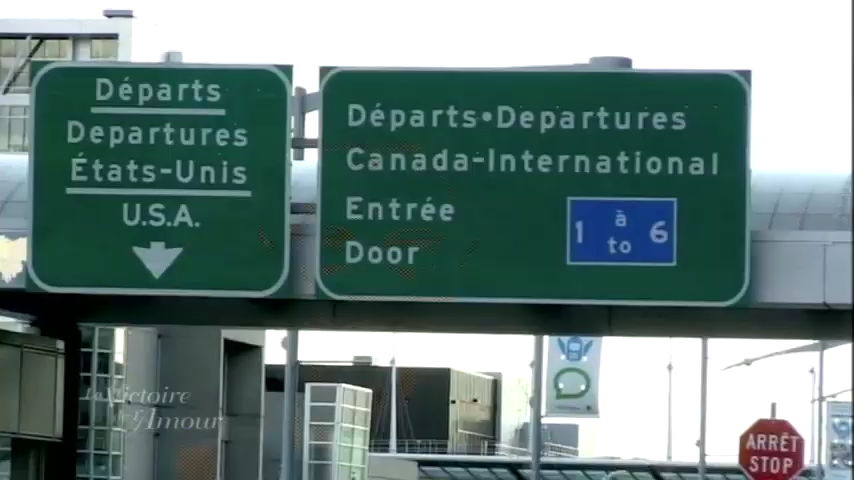 Départs
Departures
États-Unis
U.S.A.
Départs•Departures
Canada-International
Entrée
Door
1 à to 6
La Victoire
de l'Amour
ARRÊT
STOP